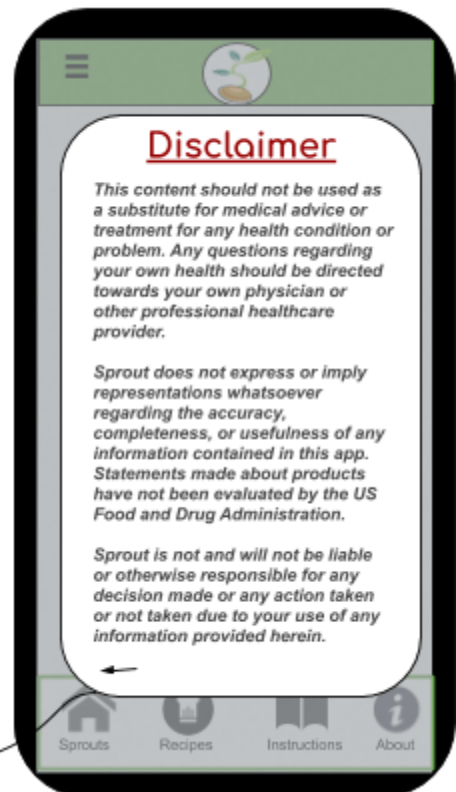 Disclaimer
This content should not be used as
a substitute for medical advice or
treatment for any health condition or
problem. Any questions regarding
your own health should be directed
towards your own physician or
other professional healthcare
provider.
Sprout does not express or imply
representations whatsoever
regarding the accuracy,
completeness, or usefulness of any
information contained in this app.
Statements made about products
have not been evaluated by the US
Food and Drug Administration.
Sprout is not and will not be liable
or otherwise responsible for any
decision made or any action taken
or not taken due to your use of any
information provided herein.
Sprouts Recipes Instructions About